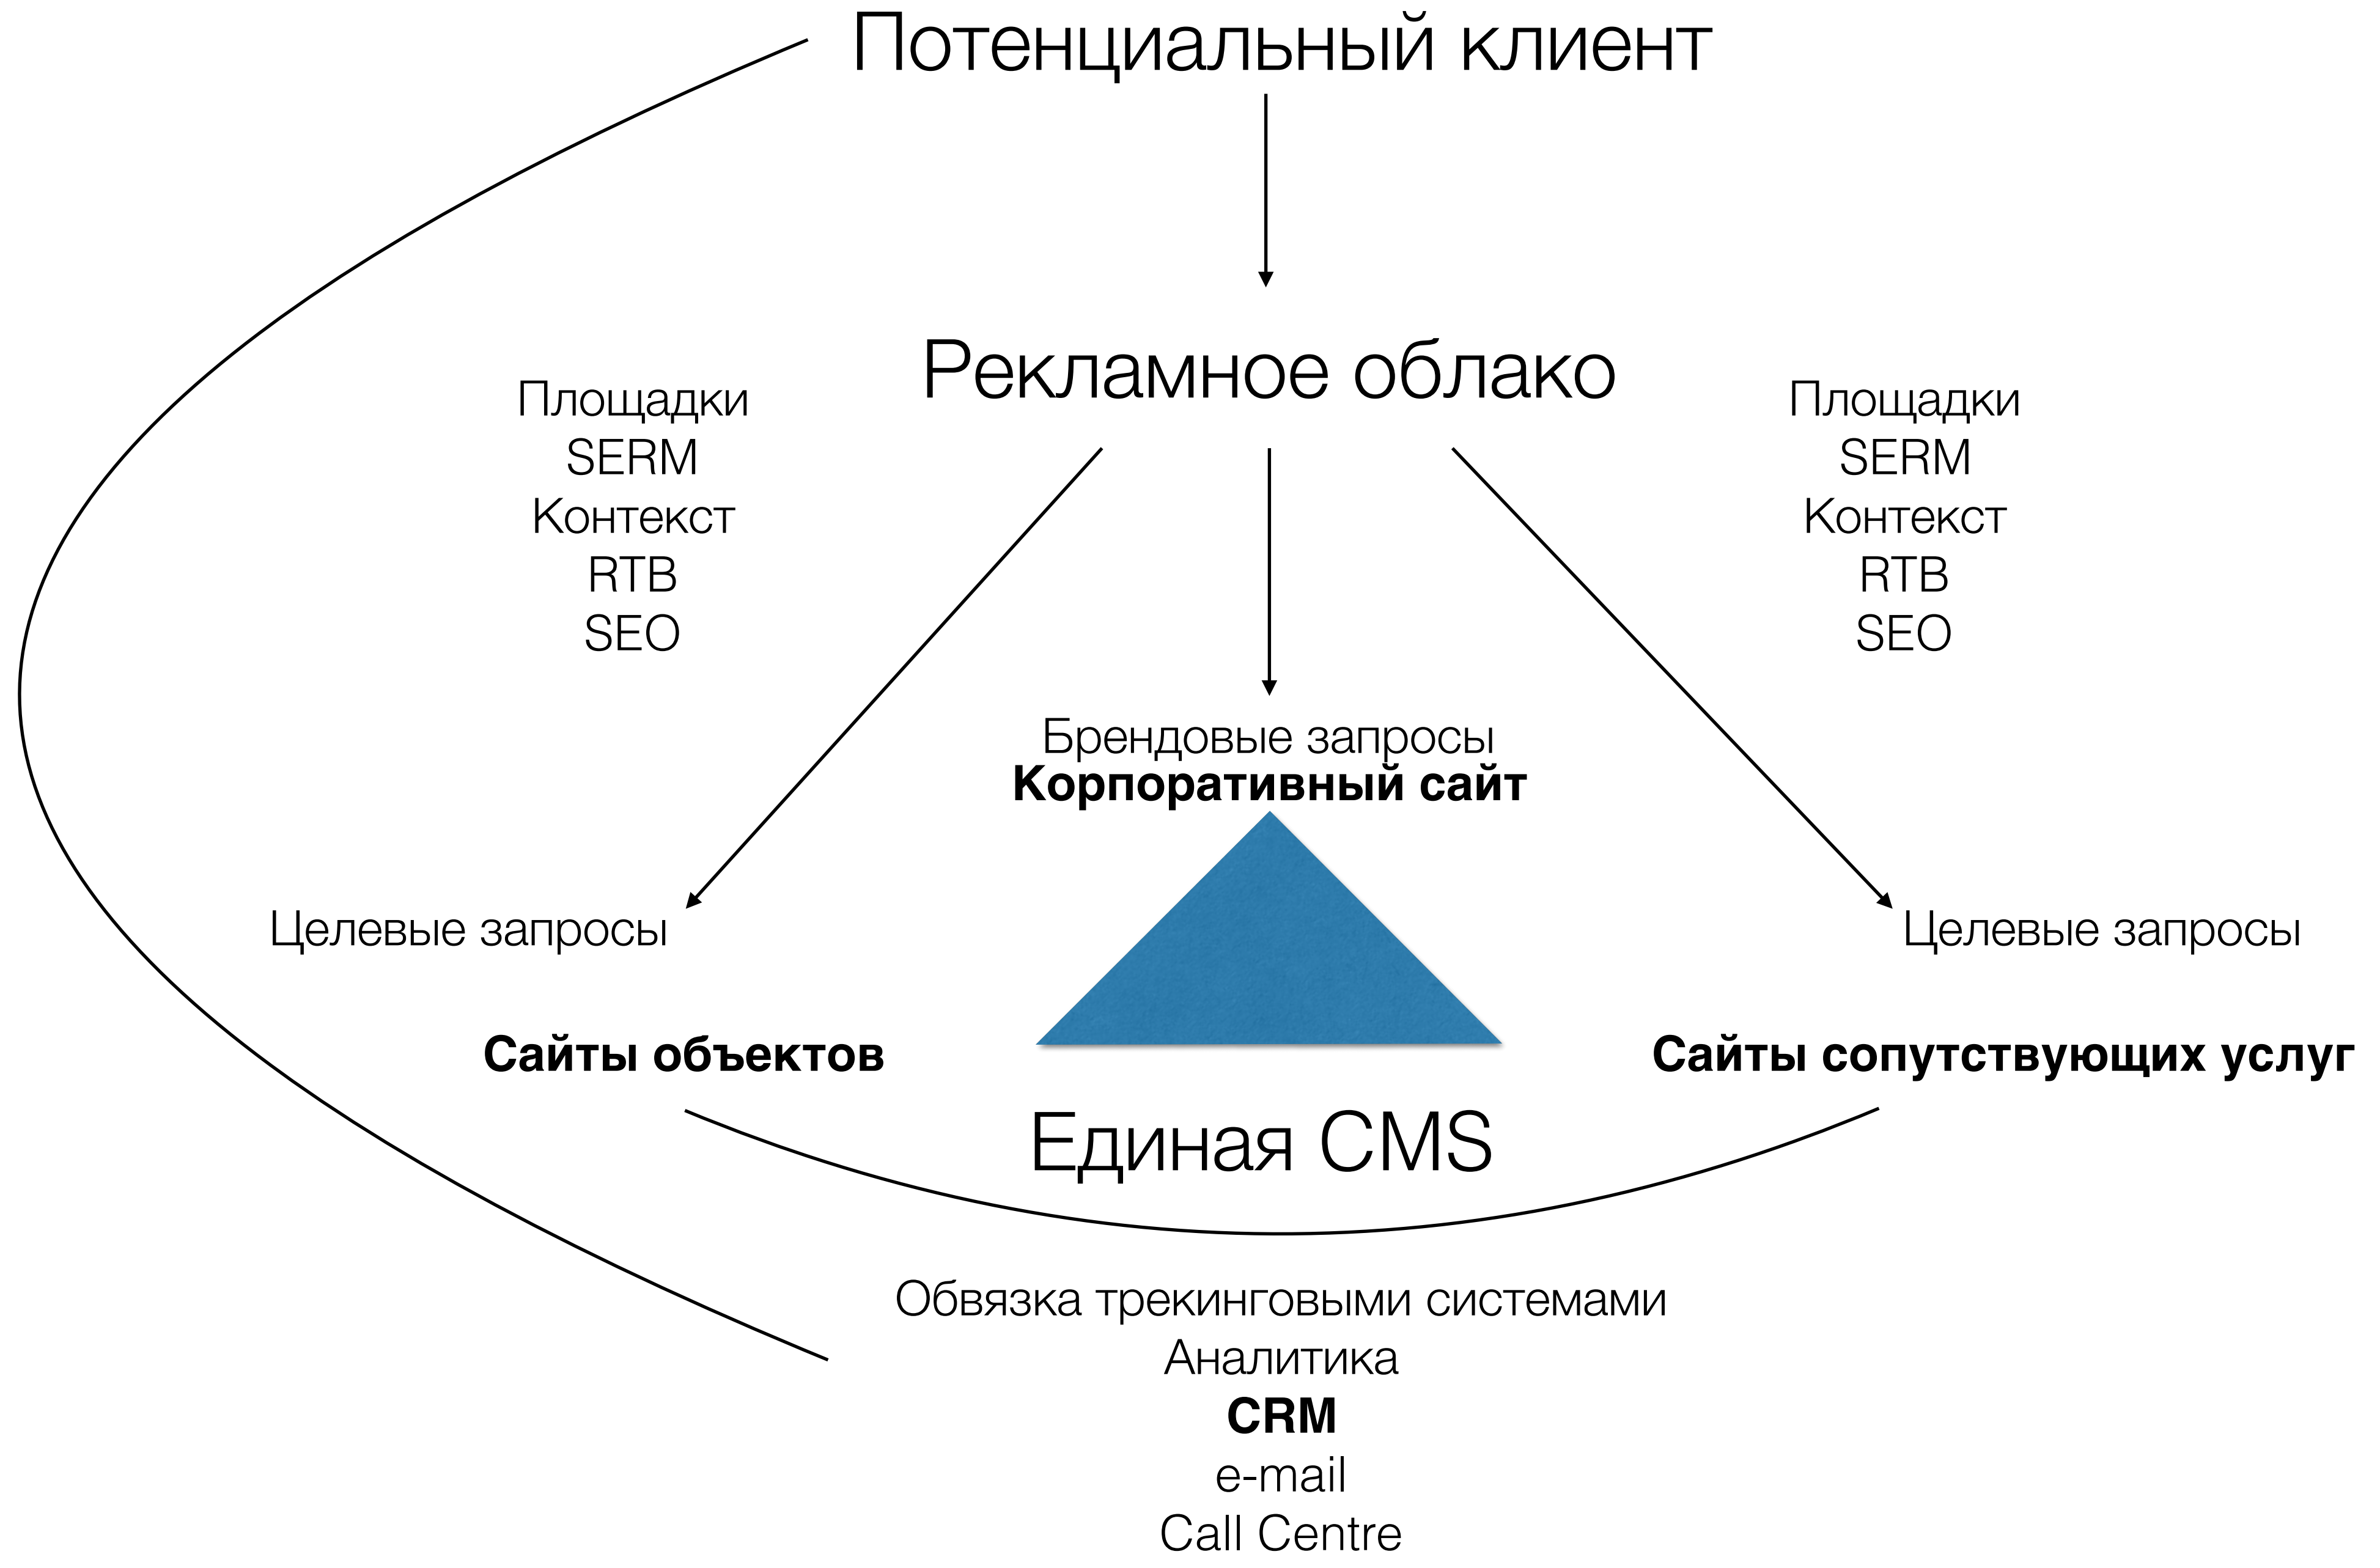 Потенциальный клиент
Рекламное облако
Площадки
SERM
Контекст
RTB
SEO
Площадки
SERM
Контекст
RTB
SEO
Брендовые запросы
Корпоративный сайт
Целевые запросы
Целевые запросы
Сайты объектов
Сайты сопутствующих услуг
Единая CMS
Обвязка трекинговыми системами
Аналитика
CRM
e-mail
Call Centre